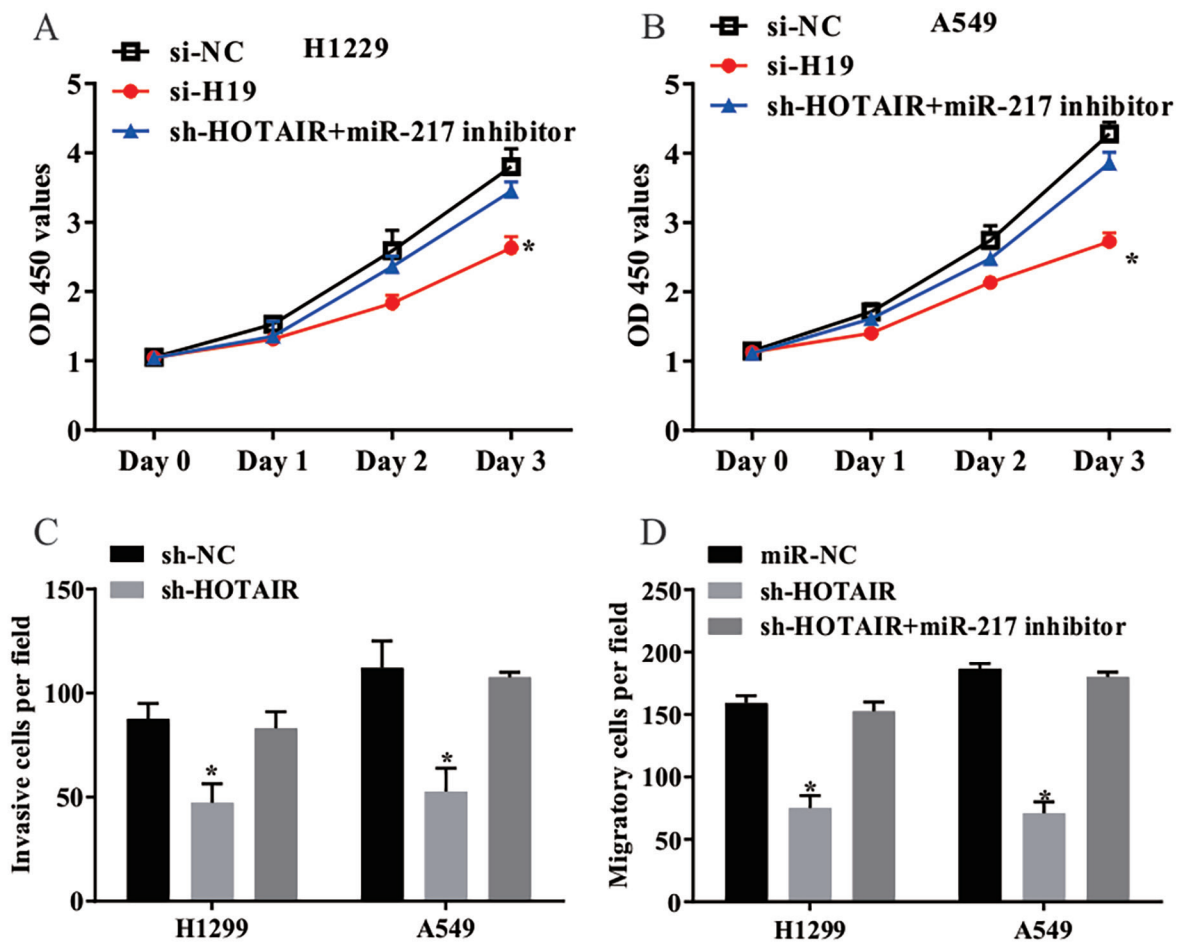 A
si-NC
H1229
si-H19
sh-HOTAIR+miR-217 inhibitor
OD 450 values
5
4
3
2
1
0
Day 0 Day 1 Day 2 Day 3
*
B
si-NC
A549
si-H19
sh-HOTAIR+miR-217 inhibitor
OD 450 values
5
4
3
2
1
0
Day 0 Day 1 Day 2 Day 3
*
C
sh-NC
sh-HOTAIR
Invasive cells per field
150
100
50
0
* *
H1299 A549
D
miR-NC
sh-HOTAIR
sh-HOTAIR+miR-217 inhibitor
Migratory cells per field
250
200
150
100
50
0
* *
H1299 A549